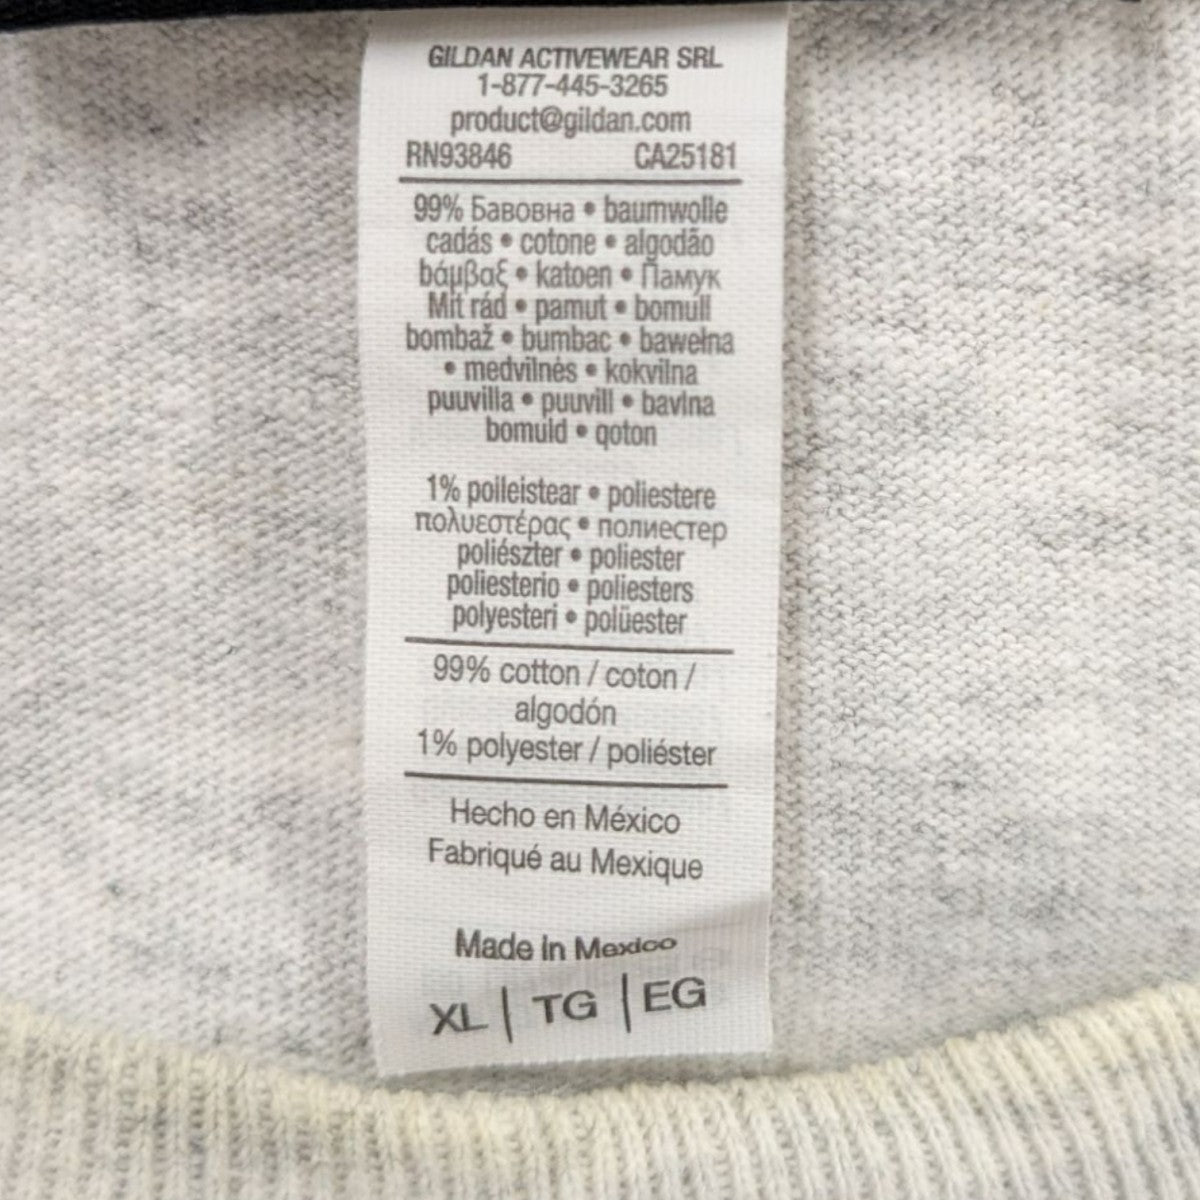 GILDAN ACTIVEWEAR SRL
1-877-445-3265
product@gildan.com
RN93846 CA25181
99% Бавовна • baumwolle
cadás • cotone • algodão
bάμβαξ • katoen • Памук
Mit rád • pamut • bomull
bombaž • bumbac • bawełna
• medvilnės • kokvilna
puuvilla • puuvill • bavlna
bomuld • qoton
1% poileistear • poliestere
πολυεστέρας • полиестер
poliészter • poliester
poliesterio • poliesters
polyesteri • polüester
99% cotton / coton /
algodón
1% polyester / poliéster
Hecho en México
Fabriqué au Mexique
Made in Mexico
XL | TG | EG